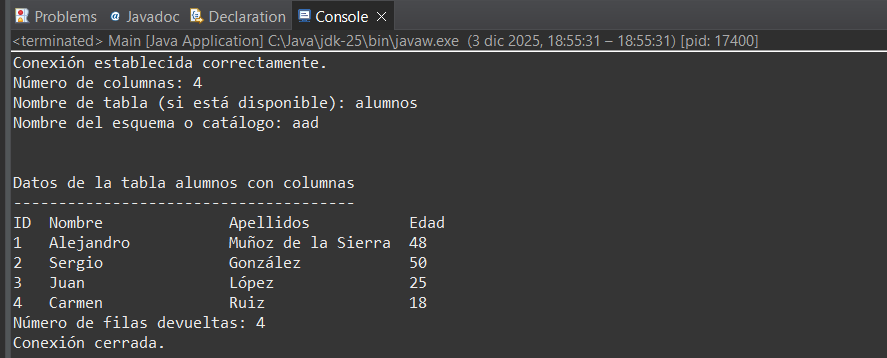 Problems Javadoc Declaration Console
<terminated> Main [Java Application] C:\Java\jdk-25\bin\javaw.exe (3 dic 2025, 18:55:31 – 18:55:31) [pid: 17400]
Conexión establecida correctamente.
Número de columnas: 4
Nombre de tabla (si está disponible): alumnos
Nombre del esquema o catálogo: aad
Datos de la tabla alumnos con columnas
--------------------------------------
ID Nombre Apellidos Edad
1 Alejandro Muñoz de la Sierra 48
2 Sergio González 50
3 Juan López 25
4 Carmen Ruiz 18
Número de filas devueltas: 4
Conexión cerrada.